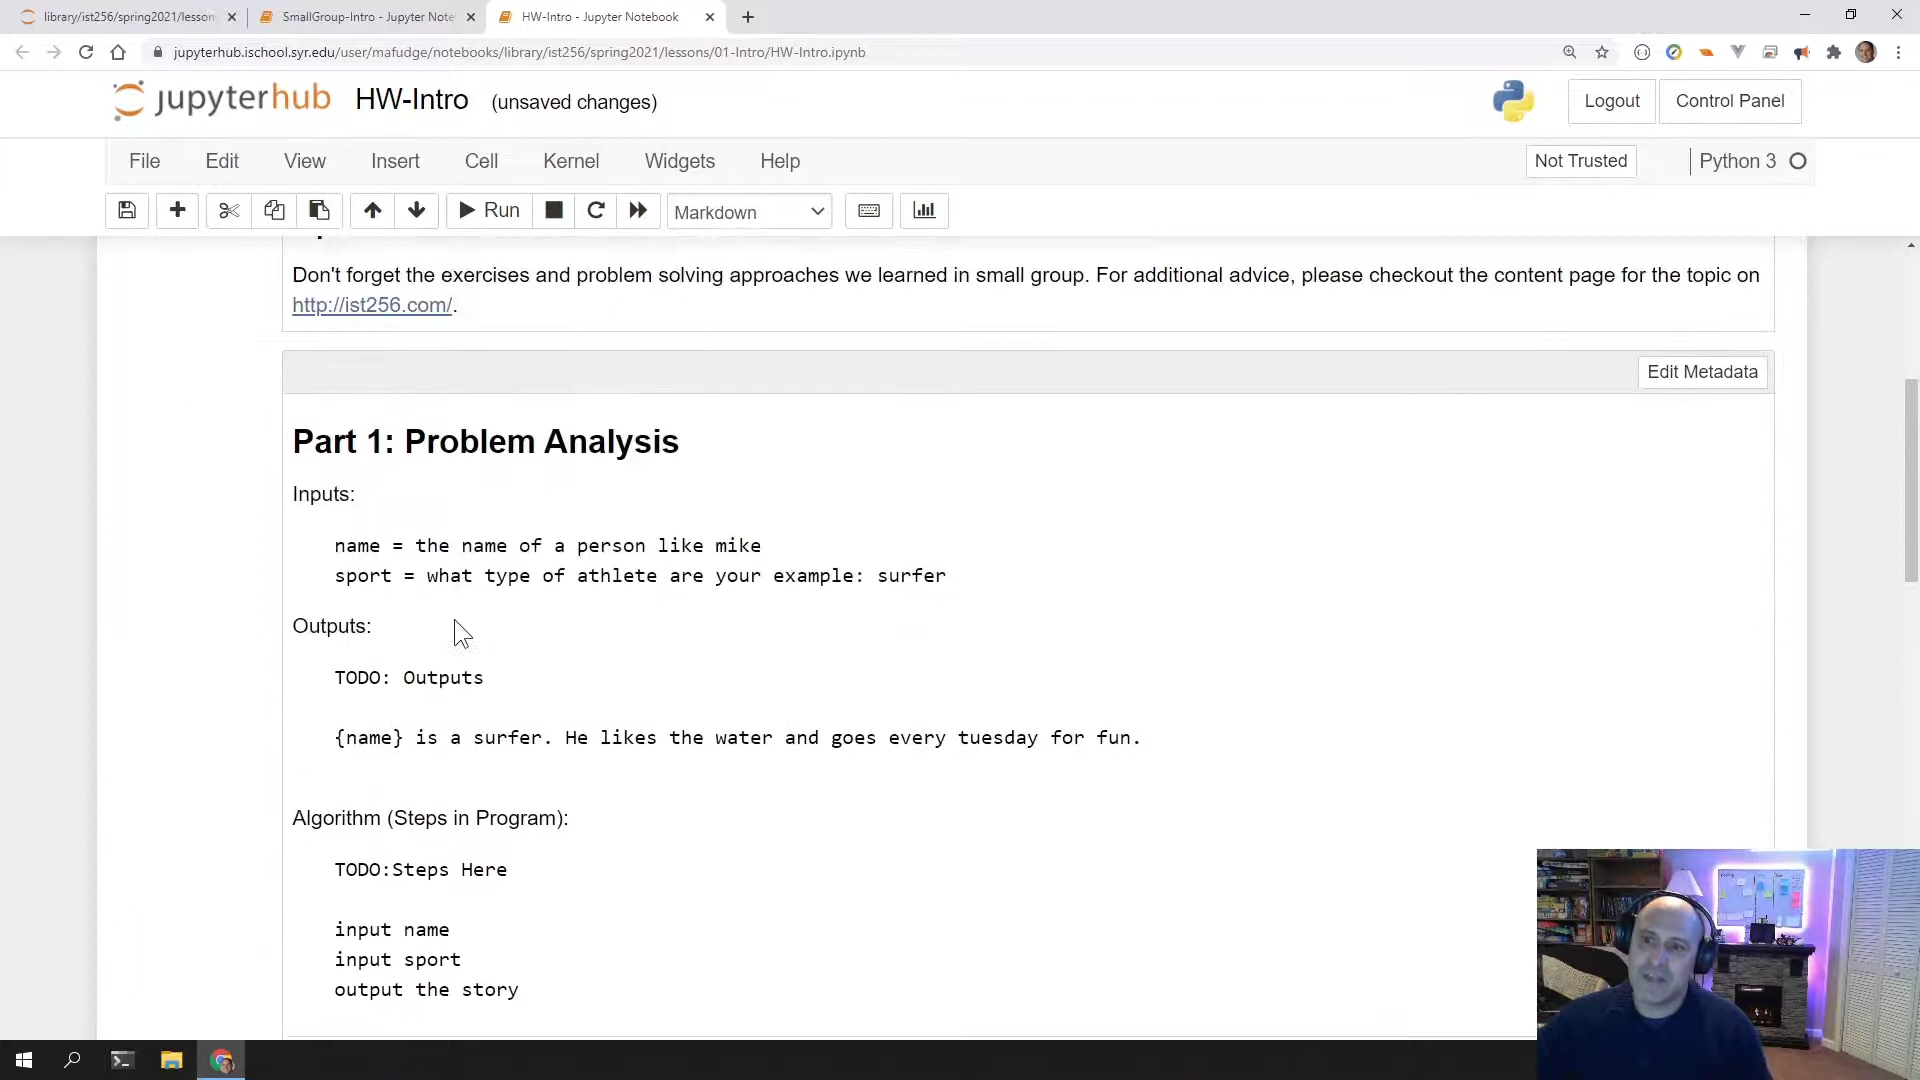 library/ist256/spring2021/lesson
SmallGroup-Intro - Jupyter Note
HW-Intro - Jupyter Notebook
jupyterhub.ischool.syr.edu/user/mafudge/notebooks/library/ist256/spring2021/lessons/01-Intro/HW-Intro.ipynb
jupyterhub HW-Intro (unsaved changes)
Logout Control Panel
File Edit View Insert Cell Kernel Widgets Help
Not Trusted Python 3
Run Markdown
Don't forget the exercises and problem solving approaches we learned in small group. For additional advice, please checkout the content page for the topic on
http://ist256.com/.
Edit Metadata
Part 1: Problem Analysis
Inputs:
name = the name of a person like mike
sport = what type of athlete are your example: surfer
Outputs:
TODO: Outputs
{name} is a surfer. He likes the water and goes every tuesday for fun.
Algorithm (Steps in Program):
TODO:Steps Here
input name
input sport
output the story